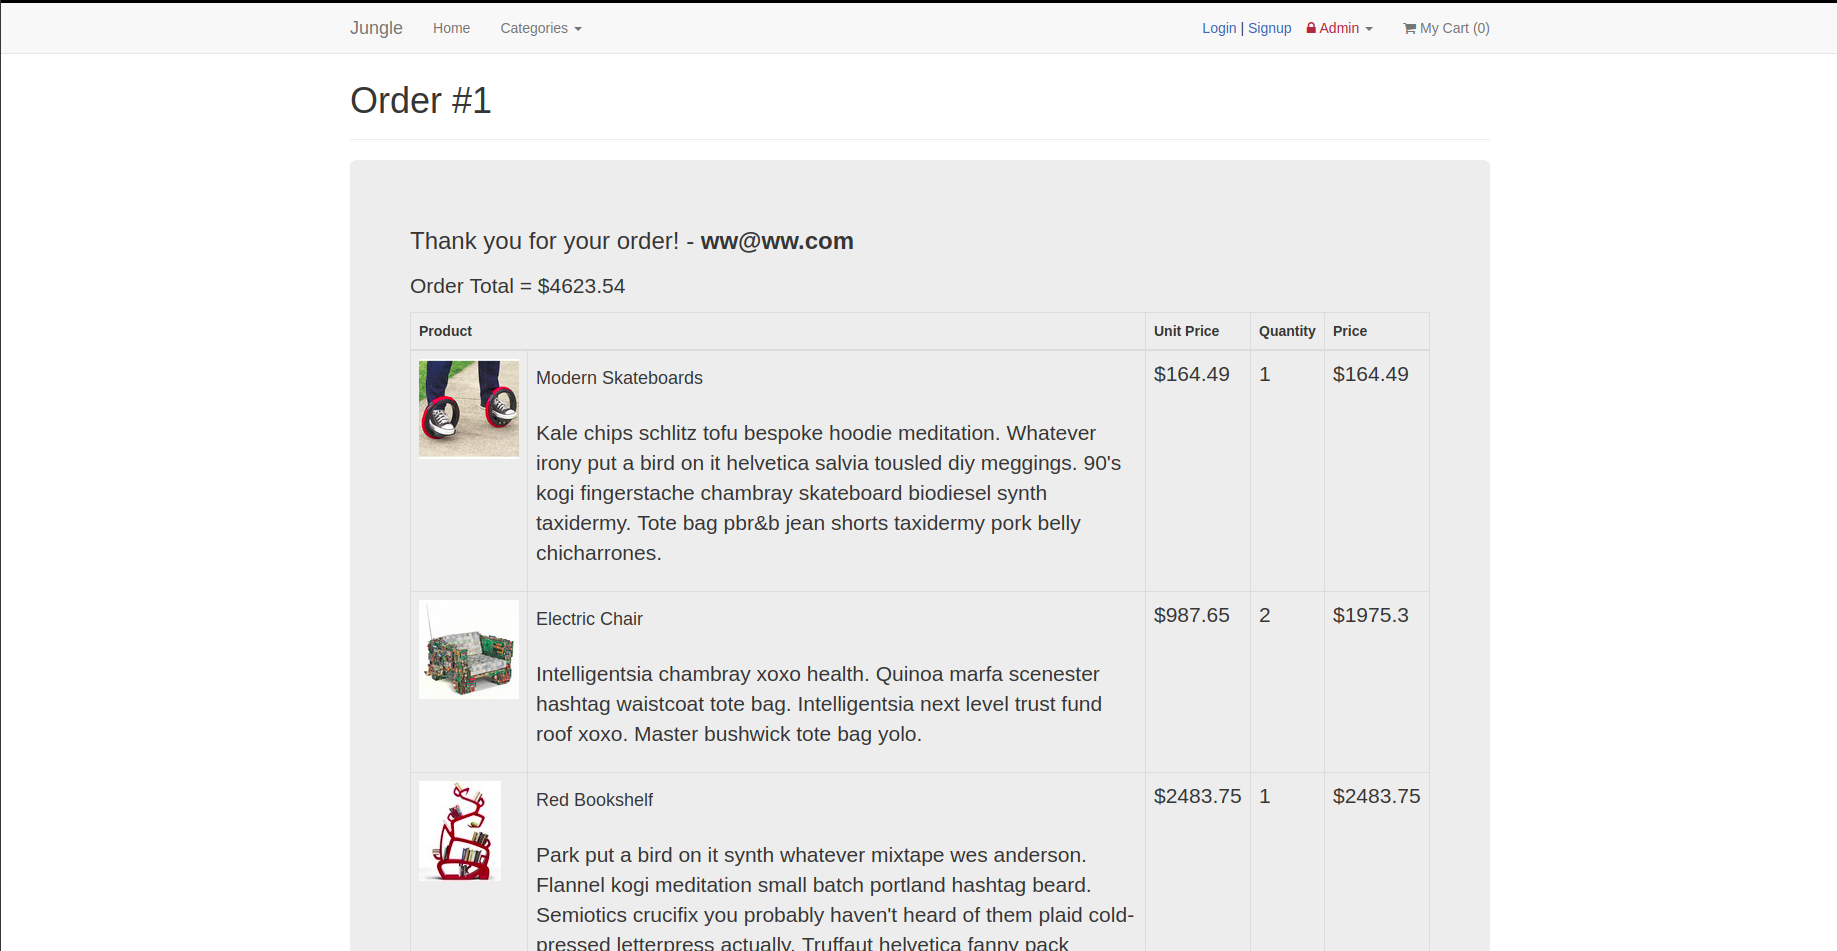 Jungle Home Categories Login | Signup Admin My Cart (0)
Order #1
Thank you for your order! - ww@ww.com
Order Total = $4623.54
Product Unit Price Quantity Price
Modern Skateboards $164.49 1 $164.49
Kale chips schlitz tofu bespoke hoodie meditation. Whatever
irony put a bird on it helvetica salvia tousled diy meggings. 90's
kogi fingerstache chambray skateboard biodiesel synth
taxidermy. Tote bag pbr&b jean shorts taxidermy pork belly
chicharrones.
Electric Chair $987.65 2 $1975.3
Intelligentsia chambray xoxo health. Quinoa marfa scenester
hashtag waistcoat tote bag. Intelligentsia next level trust fund
roof xoxo. Master bushwick tote bag yolo.
Red Bookshelf $2483.75 1 $2483.75
Park put a bird on it synth whatever mixtape wes anderson.
Flannel kogi meditation small batch portland hashtag beard.
Semiotics crucifix you probably haven't heard of them plaid cold-
pressed letterpress actually. Truffaut helvetica fanny pack